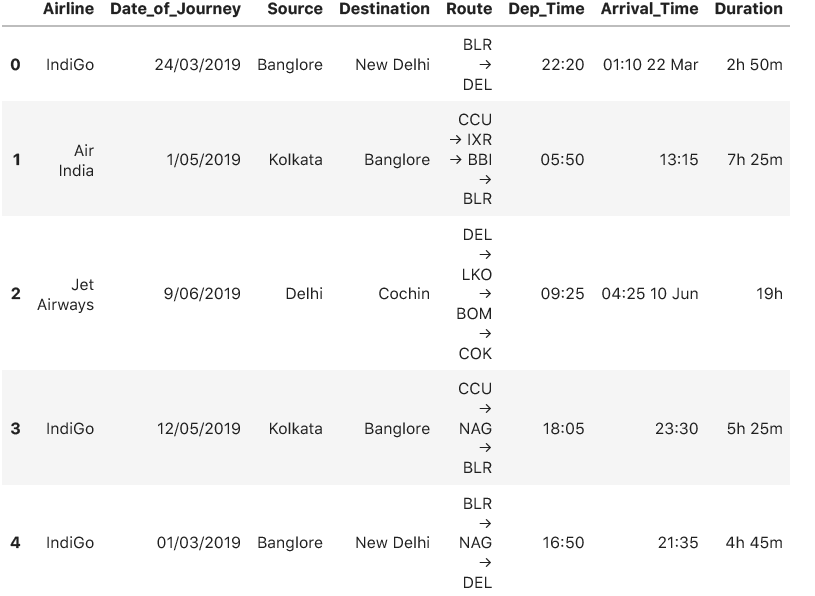 Airline Date_of_Journey Source Destination Route Dep_Time Arrival_Time Duration
0 IndiGo 24/03/2019 Banglore New Delhi BLR → DEL 22:20 01:10 22 Mar 2h 50m
1 Air India 1/05/2019 Kolkata Banglore CCU → IXR → BBI → BLR 05:50 13:15 7h 25m
2 Jet Airways 9/06/2019 Delhi Cochin DEL → LKO → BOM → COK 09:25 04:25 10 Jun 19h
3 IndiGo 12/05/2019 Kolkata Banglore CCU → NAG → BLR 18:05 23:30 5h 25m
4 IndiGo 01/03/2019 Banglore New Delhi BLR → NAG → DEL 16:50 21:35 4h 45m